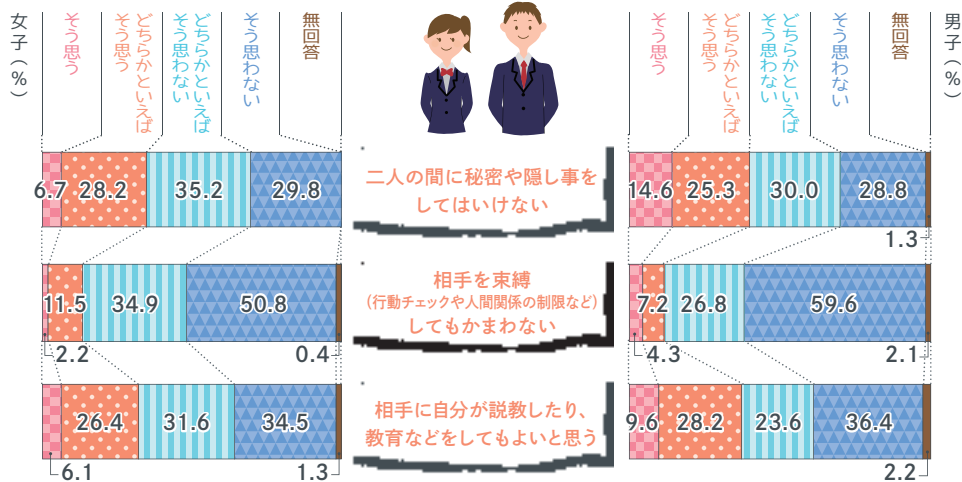 女子（%）
そう思う
どちらかといえば
そう思う
どちらかといえば
そう思わない
そう思わない
無回答
そう思う
どちらかといえば
そう思う
どちらかといえば
そう思わない
そう思わない
無回答
男子（%）
6.7 28.2 35.2 29.8
二人の間に秘密や隠し事を
してはいけない
14.6 25.3 30.0 28.8
1.3
11.5 34.9 50.8
2.2 0.4
相手を束縛
（行動チェックや人間関係の制限など）
してもかまわない
7.2 26.8 59.6
4.3 2.1
26.4 31.6 34.5
6.1 1.3
相手に自分が説教したり、
教育などをしてもよいと思う
9.6 28.2 23.6 36.4
2.2